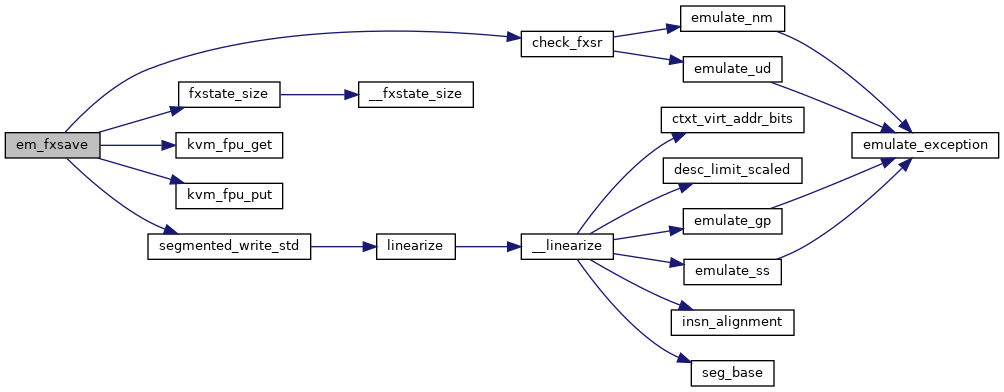 emulate_nm
check_fxsr
emulate_ud
fxstate_size
__fxstate_size
ctxt_virt_addr_bits
em_fxsave
kvm_fpu_get
emulate_exception
desc_limit_scaled
kvm_fpu_put
emulate_gp
segmented_write_std
linearize
__linearize
emulate_ss
insn_alignment
seg_base